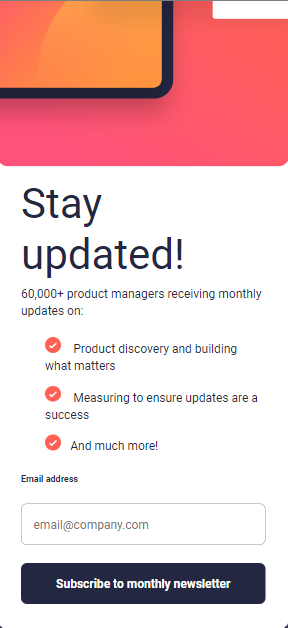 Stay
updated!
60,000+ product managers receiving monthly
updates on:
Product discovery and building
what matters
Measuring to ensure updates are a
success
And much more!
Email address
email@company.com
Subscribe to monthly newsletter